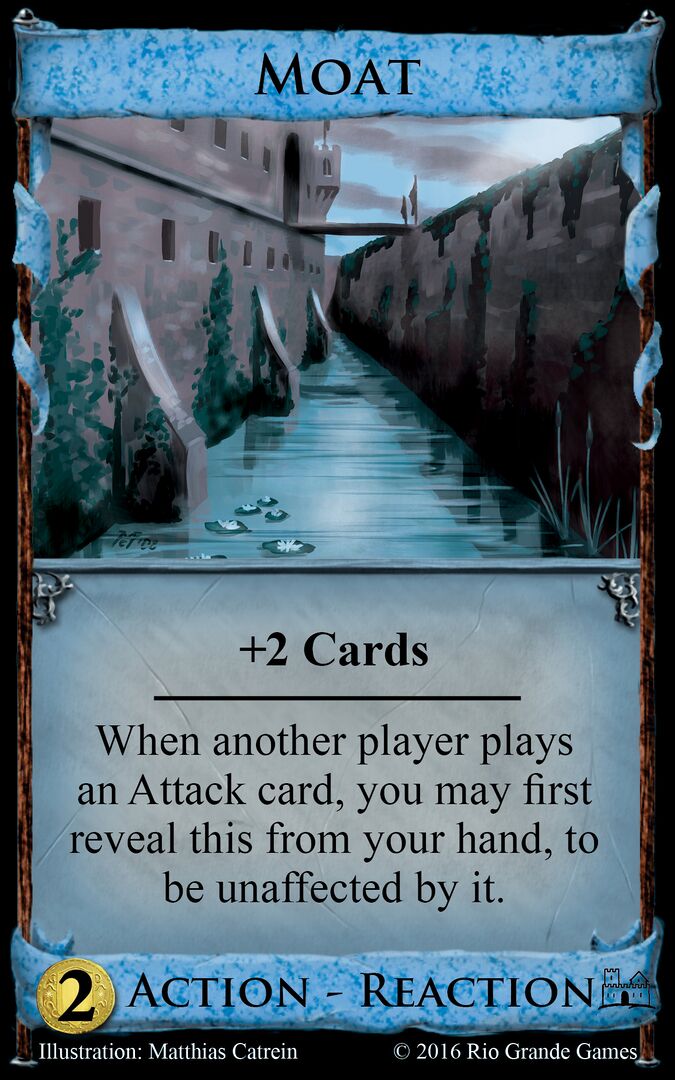 MOAT
+2 Cards
When another player plays
an Attack card, you may first
reveal this from your hand, to
be unaffected by it.
2 ACTION – REACTION
Illustration: Matthias Catrein © 2016 Rio Grande Games